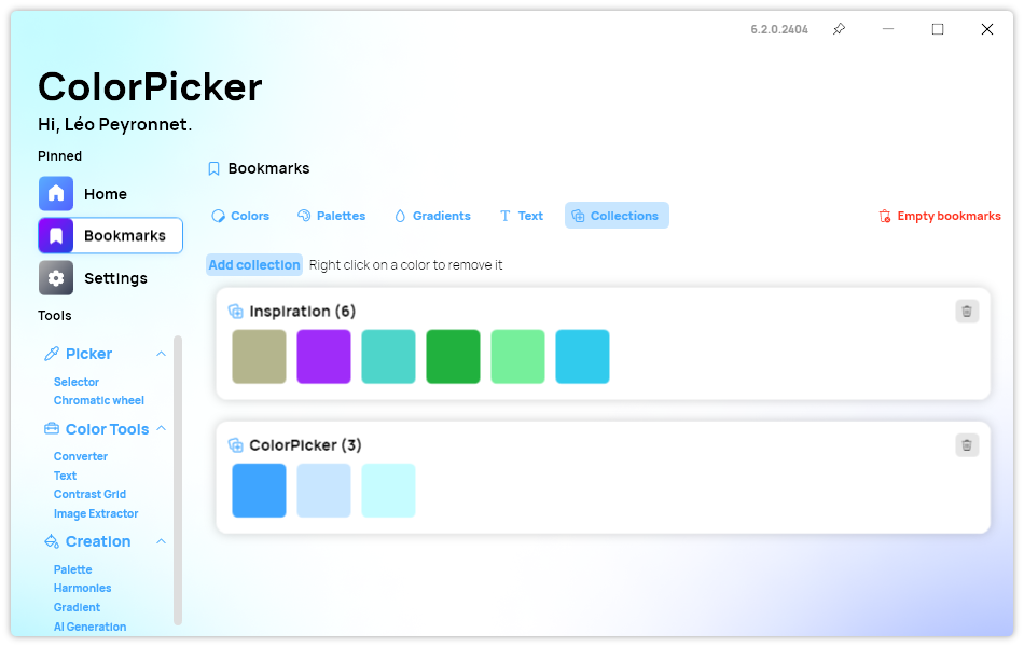 6.2.0.2404
ColorPicker
Hi, Léo Peyronnet.
Pinned
Home
Bookmarks
Settings
Tools
Picker
Selector
Chromatic wheel
Color Tools
Converter
Text
Contrast Grid
Image Extractor
Creation
Palette
Harmonies
Gradient
AI Generation
Bookmarks
Colors Palettes Gradients Text Collections Empty bookmarks
Add collection Right click on a color to remove it
Inspiration (6)
ColorPicker (3)